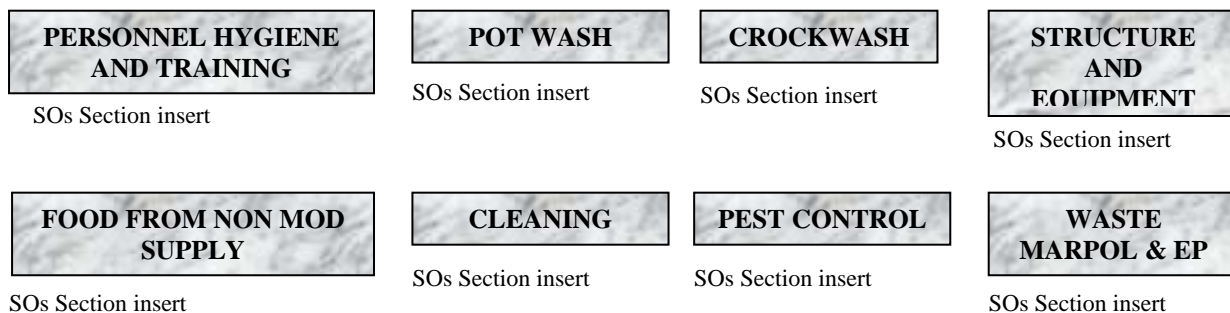 PERSONNEL HYGIENE
AND TRAINING
SOs Section insert
POT WASH
SOs Section insert
CROCKWASH
SOs Section insert
STRUCTURE
AND
EQUIPMENT
SOs Section insert
FOOD FROM NON MOD
SUPPLY
SOs Section insert
CLEANING
SOs Section insert
PEST CONTROL
SOs Section insert
WASTE
MARPOL & EP
SOs Section insert